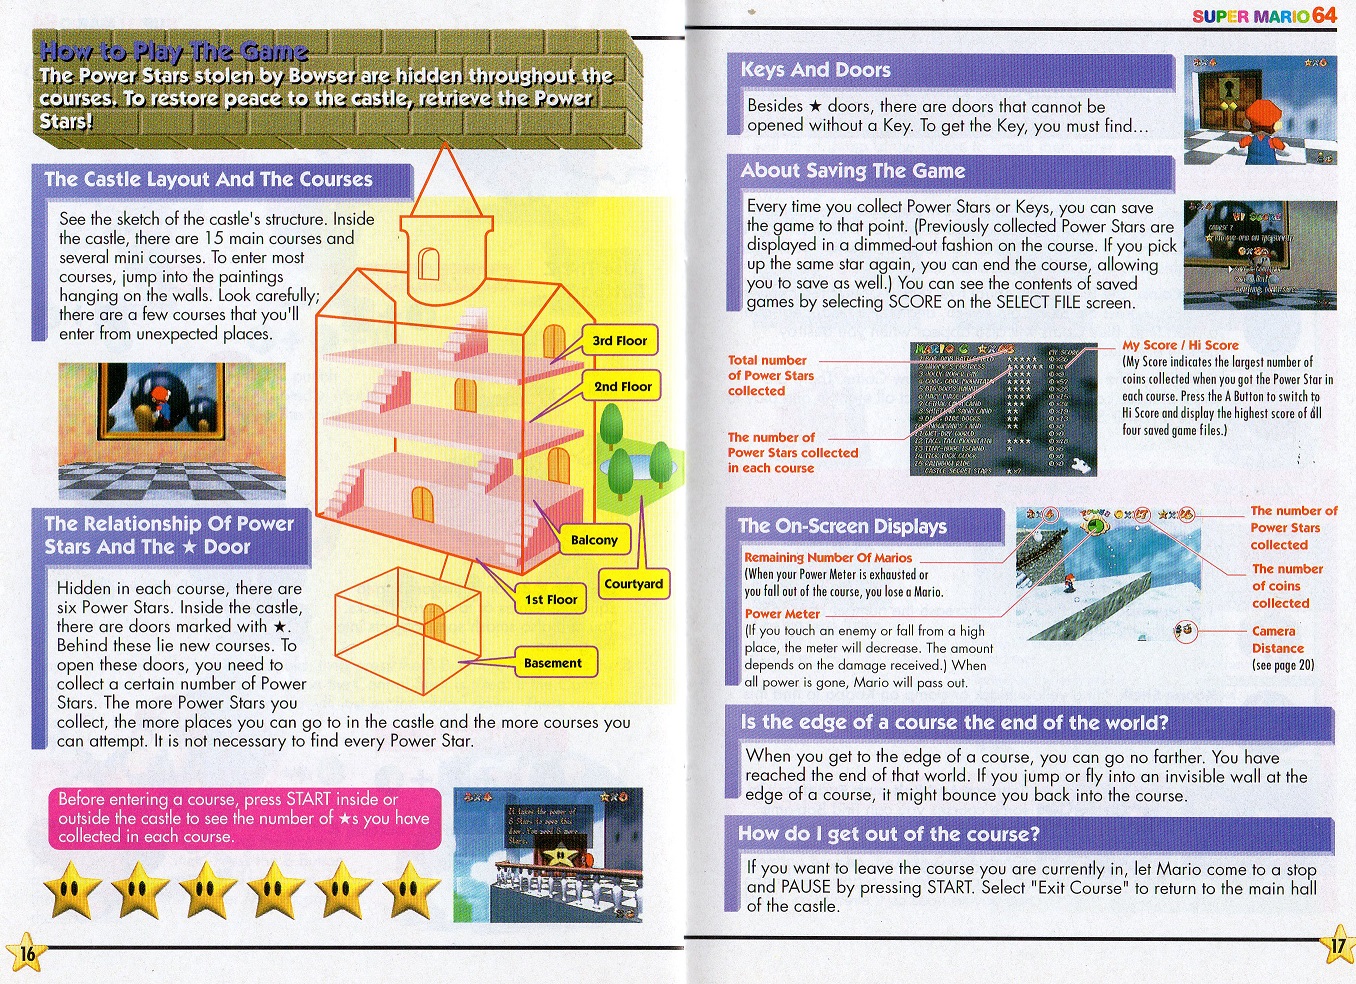 How to Play The Game
The Power Stars stolen by Bowser are hidden throughout the
courses. To restore peace to the castle, retrieve the Power
Stars!
The Castle Layout And The Courses
See the sketch of the castle's structure. Inside
the castle, there are 15 main courses and
several mini courses. To enter most
courses, jump into the paintings
hanging on the walls. Look carefully;
there are a few courses that you'll
enter from unexpected places.
3rd Floor
2nd Floor
Balcony
Courtyard
1st Floor
Basement
The Relationship Of Power
Stars And The ★ Door
Hidden in each course, there are
six Power Stars. Inside the castle,
there are doors marked with ★.
Behind these lie new courses. To
open these doors, you need to
collect a certain number of Power
Stars. The more Power Stars you
collect, the more places you can go to in the castle and the more courses you
can attempt. It is not necessary to find every Power Star.
Before entering a course, press START inside or
outside the castle to see the number of ★s you have
collected in each course.
It takes the power of
8 Stars to open this
door. You need 8 more
Stars.
16
SUPER MARIO 64
Keys And Doors
Besides ★ doors, there are doors that cannot be
opened without a Key. To get the Key, you must find...
About Saving The Game
Every time you collect Power Stars or Keys, you can save
the game to that point. (Previously collected Power Stars are
displayed in a dimmed-out fashion on the course. If you pick
up the same star again, you can end the course, allowing
you to save as well.) You can see the contents of saved
games by selecting SCORE on the SELECT FILE screen.
Total number
of Power Stars
collected
The number of
Power Stars collected
in each course
MARIO
MY SCORE
My Score / Hi Score
(My Score indicates the largest number of
coins collected when you got the Power Star in
each course. Press the A Button to switch to
Hi Score and display the highest score of all
four saved game files.)
The On-Screen Displays
Remaining Number Of Marios
(When your Power Meter is exhausted or
you fall out of the course, you lose a Mario.
Power Meter
(If you touch an enemy or fall from a high
place, the meter will decrease. The amount
depends on the damage received.) When
all power is gone, Mario will pass out.
The number of
Power Stars
collected
The number
of coins
collected
Camera
Distance
(see page 20)
Is the edge of a course the end of the world?
When you get to the edge of a course, you can go no farther. You have
reached the end of that world. If you jump or fly into an invisible wall at the
edge of a course, it might bounce you back into the course.
How do I get out of the course?
If you want to leave the course you are currently in, let Mario come to a stop
and PAUSE by pressing START. Select "Exit Course" to return to the main hall
of the castle.
17